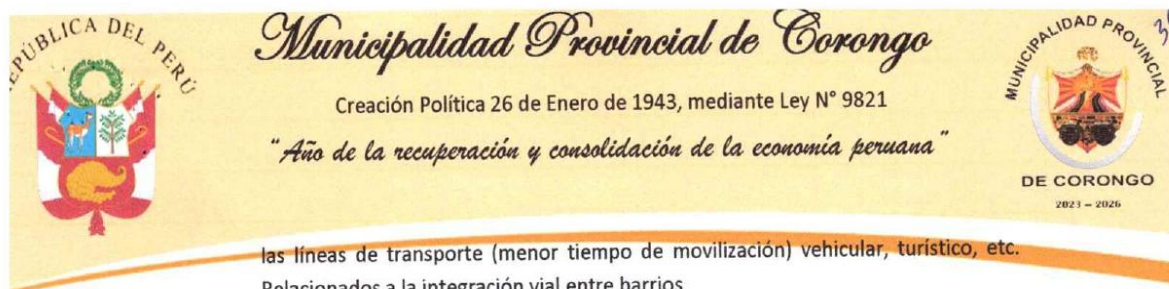 REPÚBLICA DEL PERÚ
Municipalidad Provincial de Corongo
Creación Política 26 de Enero de 1943, mediante Ley N° 9821
"Año de la recuperación y consolidación de la economía peruana"
MUNICIPALIDAD PROVINCIAL
DE CORONGO
2023 – 2026
las líneas de transporte (menor tiempo de movilización) vehicular, turístico, etc.
Relacionados a la integración vial entre barrios